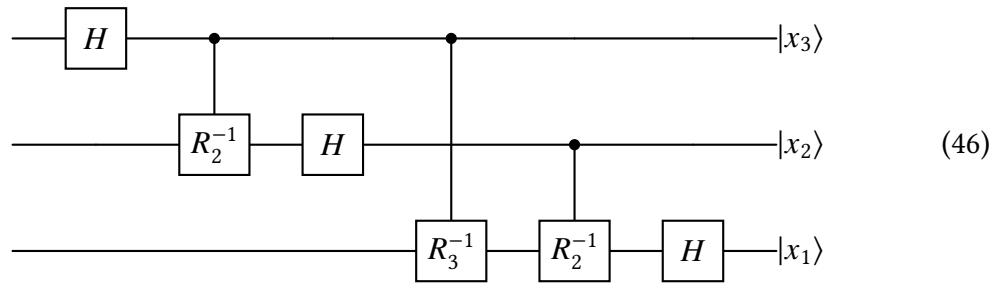 H |x₃⟩
R₂⁻¹ H |x₂⟩ (46)
R₃⁻¹ R₂⁻¹ H |x₁⟩